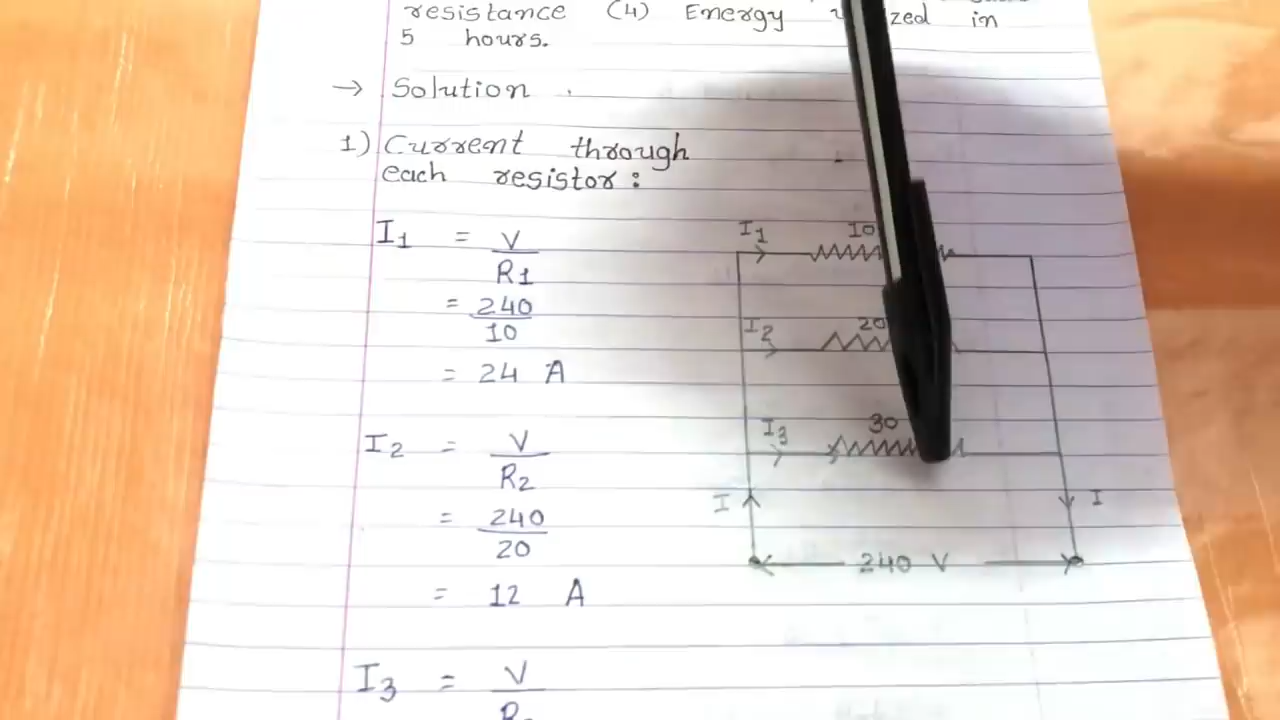 resistance (4) Energy zed in
5 hours.
→ Solution
1) Current through
each resistor:
I1 = V
R1
= 240
10
= 24 A
I2 = V
R2
= 240
20
= 12 A
I3 = V
I1 10
I2 20
I3 30
I I
240 V